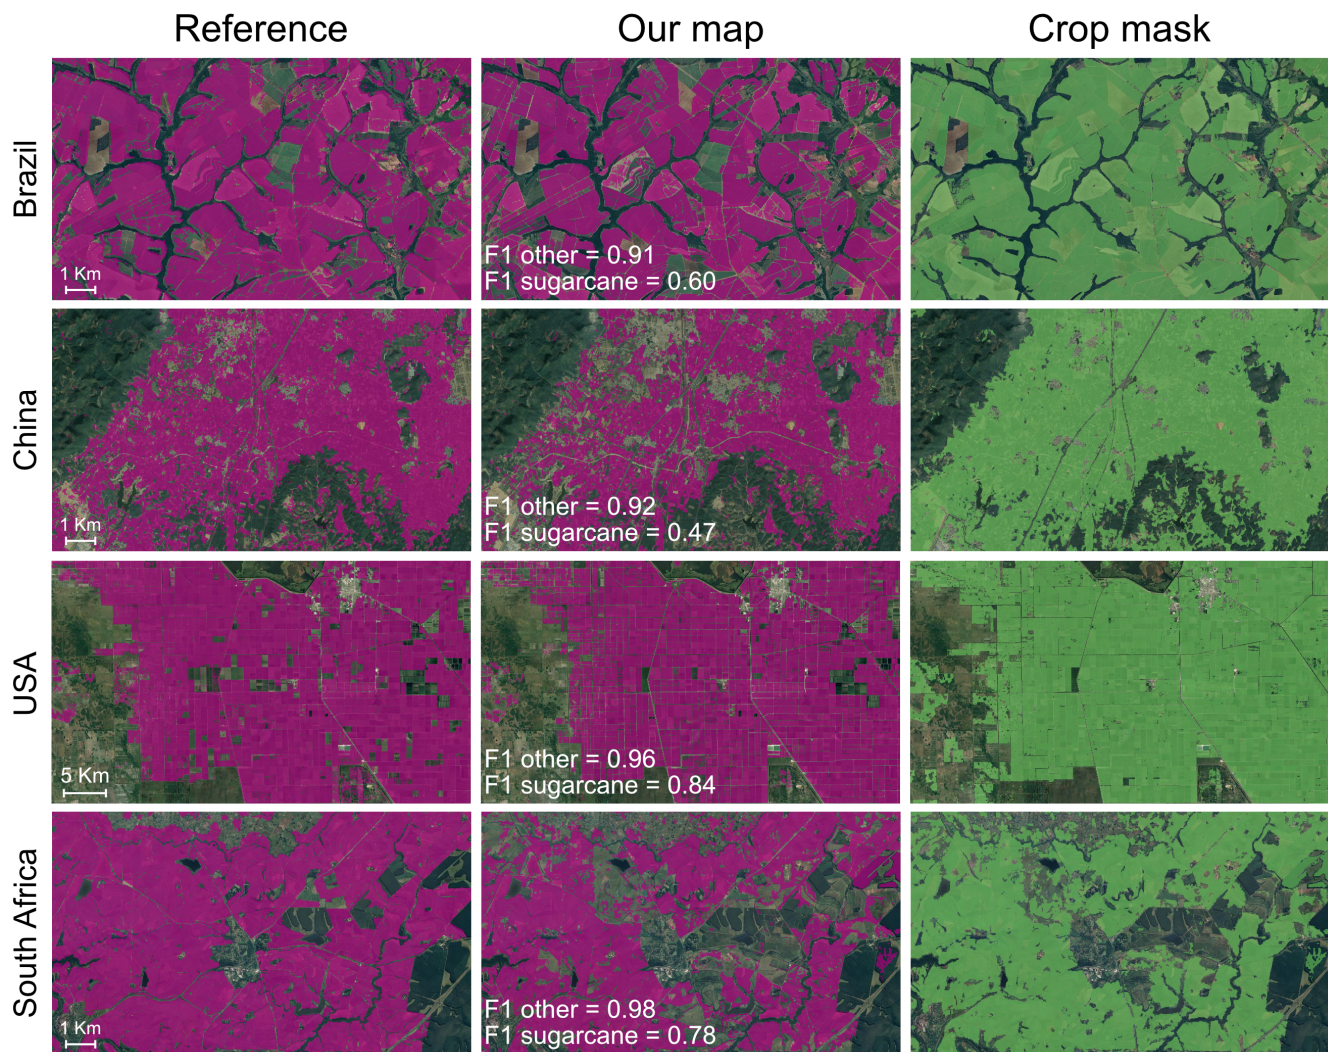 Reference
Our map
Crop mask
Brazil
1 Km
F1 other = 0.91
F1 sugarcane = 0.60
China
1 Km
F1 other = 0.92
F1 sugarcane = 0.47
USA
5 Km
F1 other = 0.96
F1 sugarcane = 0.84
South Africa
1 Km
F1 other = 0.98
F1 sugarcane = 0.78